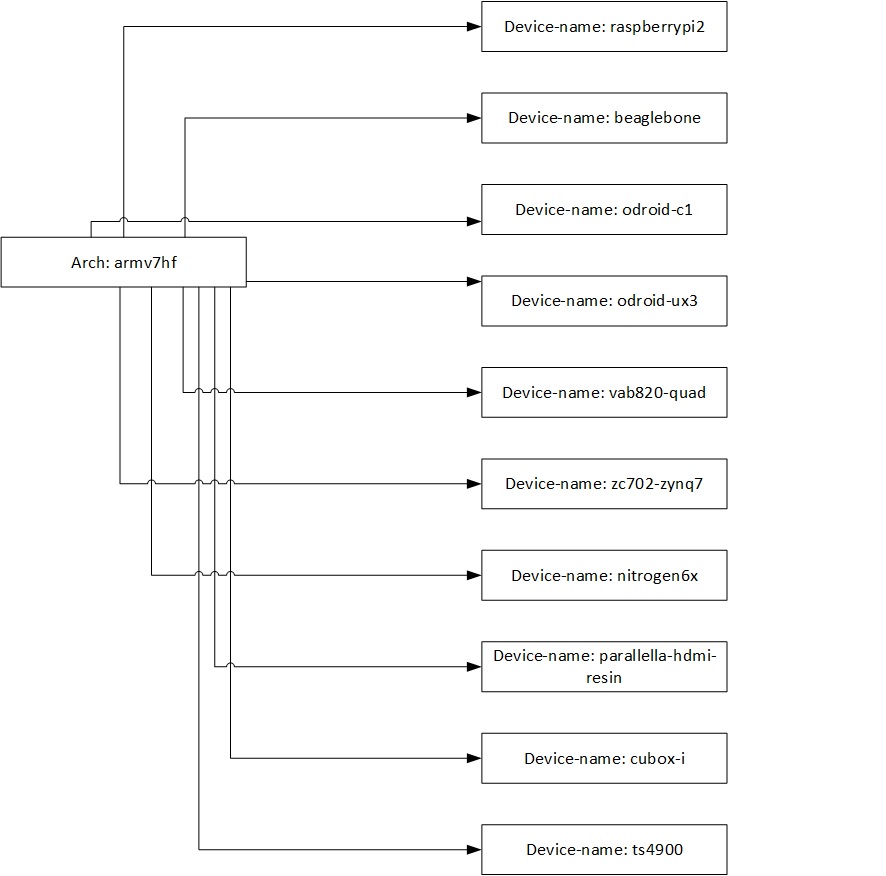 Device-name: raspberrypi2
Device-name: beaglebone
Device-name: odroid-c1
Arch: armv7hf
Device-name: odroid-ux3
Device-name: vab820-quad
Device-name: zc702-zynq7
Device-name: nitrogen6x
Device-name: parallella-hdmi-
resin
Device-name: cubox-i
Device-name: ts4900